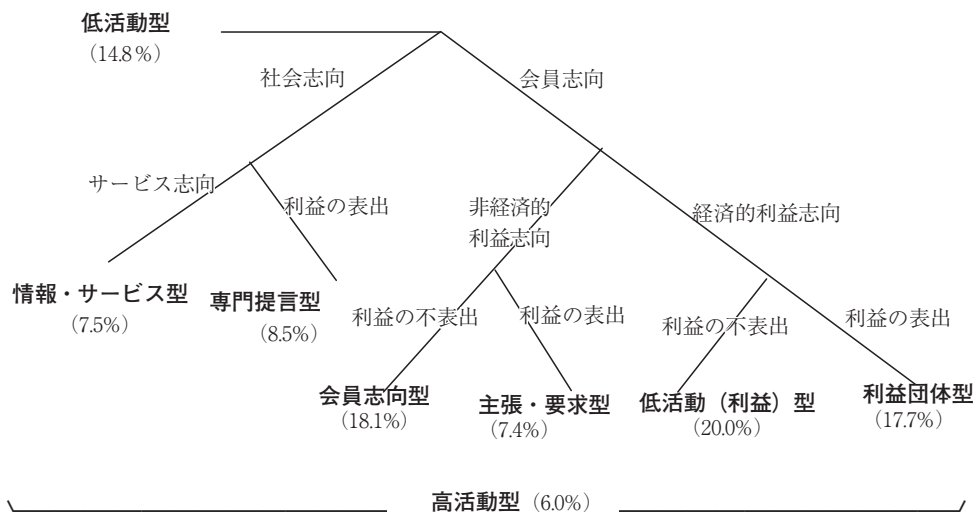 低活動型
（14.8％）
社会志向
会員志向
サービス志向
利益の表出
非経済的
利益志向
経済的利益志向
情報・サービス型
（7.5%）
専門提言型
（8.5%）
利益の不表出
利益の表出
利益の不表出
利益の表出
会員志向型
（18.1%）
主張・要求型
（7.4%）
低活動（利益）型
（20.0%）
利益団体型
（17.7%）
高活動型（6.0%）